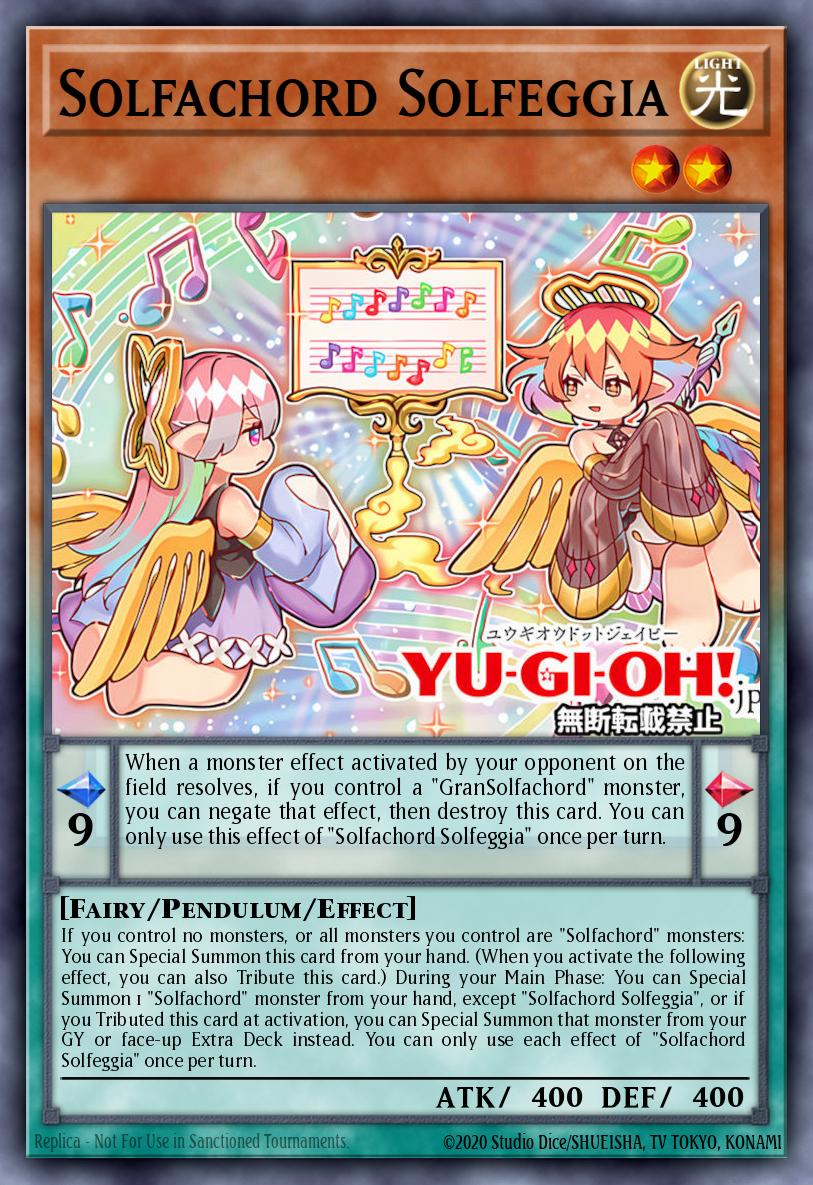 SOLFACHORD SOLFEGGIA
LIGHT
光
ユウギオウドットジェイピー
YU-GI-OH!
.jp
無断転載禁止
When a monster effect activated by your opponent on the
field resolves, if you control a "GranSolfachord" monster,
you can negate that effect, then destroy this card. You can
only use this effect of "Solfachord Solfeggia" once per turn.
9
9
[FAIRY/PENDULUM/EFFECT]
If you control no monsters, or all monsters you control are "Solfachord" monsters:
You can Special Summon this card from your hand. (When you activate the following
effect, you can also Tribute this card.) During your Main Phase: You can Special
Summon 1 "Solfachord" monster from your hand, except "Solfachord Solfeggia", or if
you Tributed this card at activation, you can Special Summon that monster from your
GY or face-up Extra Deck instead. You can only use each effect of "Solfachord
Solfeggia" once per turn.
ATK/ 400 DEF/ 400
Replica - Not For Use in Sanctioned Tournaments.
©2020 Studio Dice/SHUEISHA, TV TOKYO, KONAMI